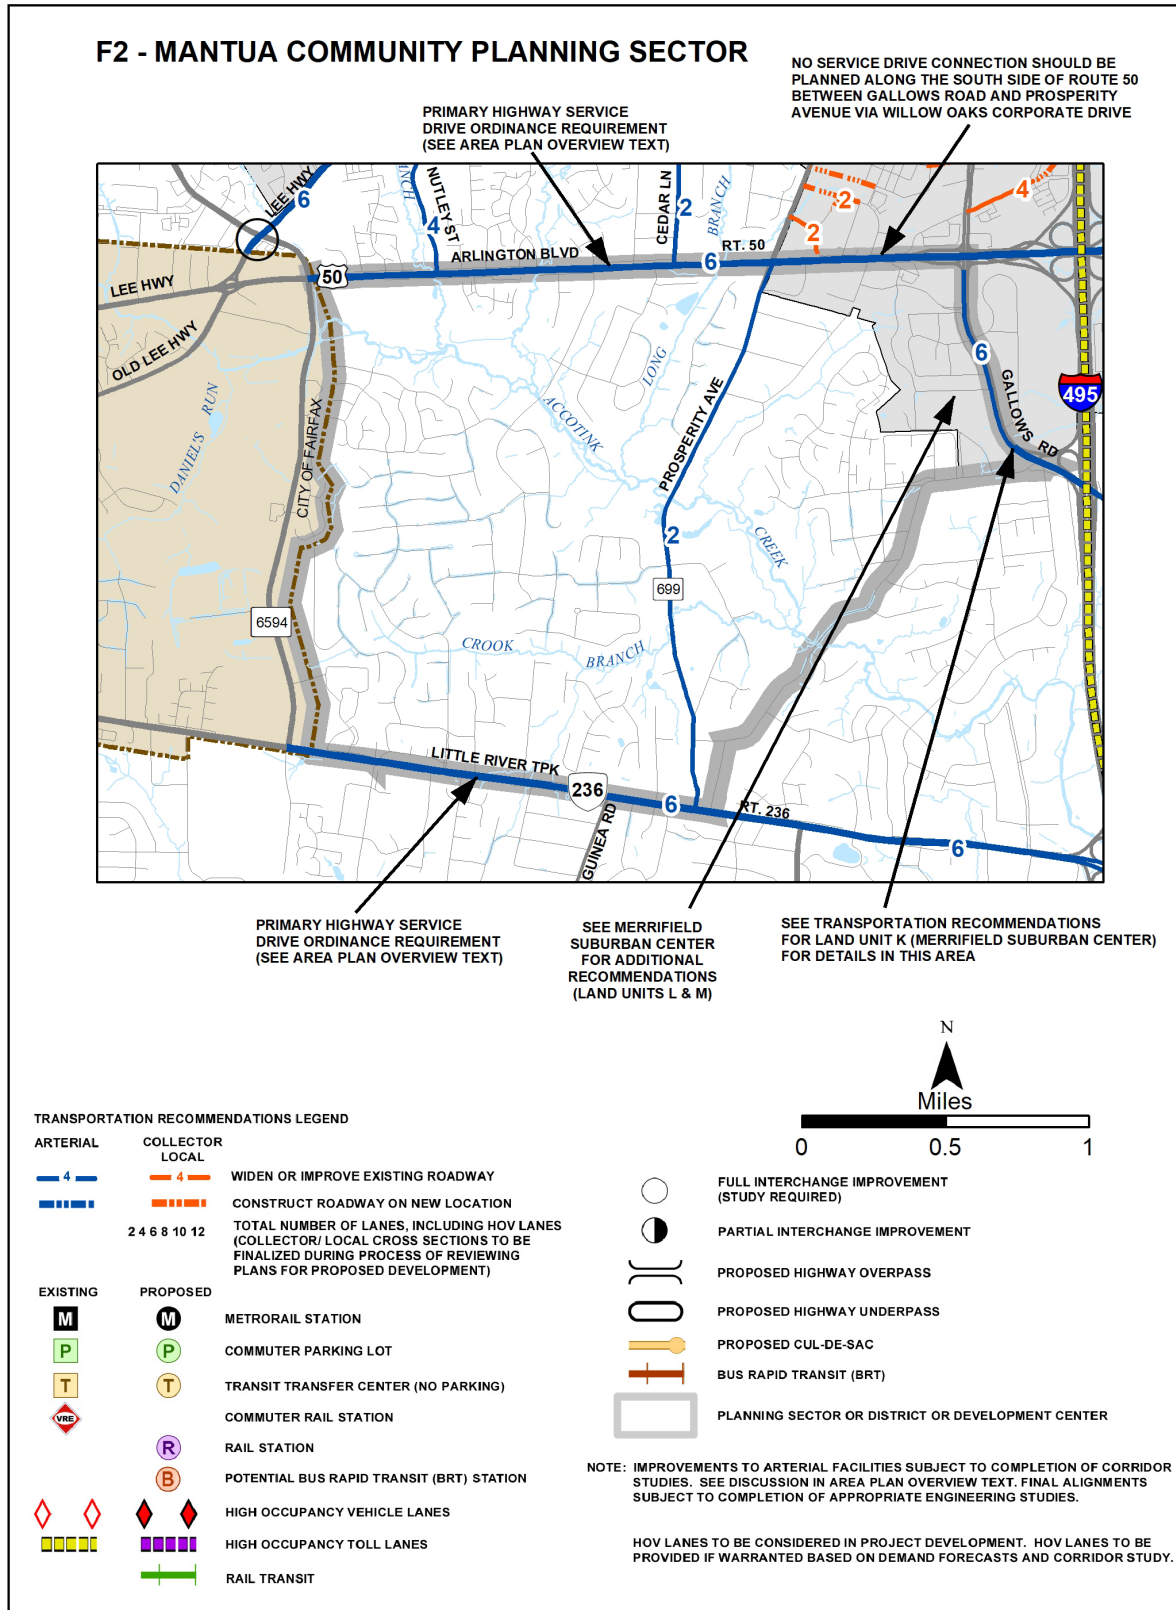 F2 - MANTUA COMMUNITY PLANNING SECTOR
NO SERVICE DRIVE CONNECTION SHOULD BE
PLANNED ALONG THE SOUTH SIDE OF ROUTE 50
BETWEEN GALLOWS ROAD AND PROSPERITY
AVENUE VIA WILLOW OAKS CORPORATE DRIVE
PRIMARY HIGHWAY SERVICE
DRIVE ORDINANCE REQUIREMENT
(SEE AREA PLAN OVERVIEW TEXT)
LEE HWY
6
NUTLEY ST
4
CEDAR LN
2
BRANCH
2
2
4
ARLINGTON BLVD
RT. 50
6
50
LEE HWY
OLD LEE HWY
DANIEL'S RUN
CITY OF FAIRFAX
ACCOTINK
LONG
PROSPERITY AVE
6
GALLOWS RD
495
2
CREEK
699
6594
CROOK
BRANCH
LITTLE RIVER TPK
236
6
RT. 236
GUINEA RD
6
PRIMARY HIGHWAY SERVICE
DRIVE ORDINANCE REQUIREMENT
(SEE AREA PLAN OVERVIEW TEXT)
SEE MERRIFIELD
SUBURBAN CENTER
FOR ADDITIONAL
RECOMMENDATIONS
(LAND UNITS L & M)
SEE TRANSPORTATION RECOMMENDATIONS
FOR LAND UNIT K (MERRIFIELD SUBURBAN CENTER)
FOR DETAILS IN THIS AREA
N
Miles
0 0.5 1
TRANSPORTATION RECOMMENDATIONS LEGEND
ARTERIAL
COLLECTOR
LOCAL
4 4 WIDEN OR IMPROVE EXISTING ROADWAY
CONSTRUCT ROADWAY ON NEW LOCATION
2 4 6 8 10 12
TOTAL NUMBER OF LANES, INCLUDING HOV LANES
(COLLECTOR/ LOCAL CROSS SECTIONS TO BE
FINALIZED DURING PROCESS OF REVIEWING
PLANS FOR PROPOSED DEVELOPMENT)
EXISTING PROPOSED
M M METRORAIL STATION
P P COMMUTER PARKING LOT
T T TRANSIT TRANSFER CENTER (NO PARKING)
VRE COMMUTER RAIL STATION
R RAIL STATION
B POTENTIAL BUS RAPID TRANSIT (BRT) STATION
HIGH OCCUPANCY VEHICLE LANES
HIGH OCCUPANCY TOLL LANES
RAIL TRANSIT
FULL INTERCHANGE IMPROVEMENT
(STUDY REQUIRED)
PARTIAL INTERCHANGE IMPROVEMENT
PROPOSED HIGHWAY OVERPASS
PROPOSED HIGHWAY UNDERPASS
PROPOSED CUL-DE-SAC
BUS RAPID TRANSIT (BRT)
PLANNING SECTOR OR DISTRICT OR DEVELOPMENT CENTER
NOTE: IMPROVEMENTS TO ARTERIAL FACILITIES SUBJECT TO COMPLETION OF CORRIDOR
STUDIES. SEE DISCUSSION IN AREA PLAN OVERVIEW TEXT. FINAL ALIGNMENTS
SUBJECT TO COMPLETION OF APPROPRIATE ENGINEERING STUDIES.
HOV LANES TO BE CONSIDERED IN PROJECT DEVELOPMENT. HOV LANES TO BE
PROVIDED IF WARRANTED BASED ON DEMAND FORECASTS AND CORRIDOR STUDY.